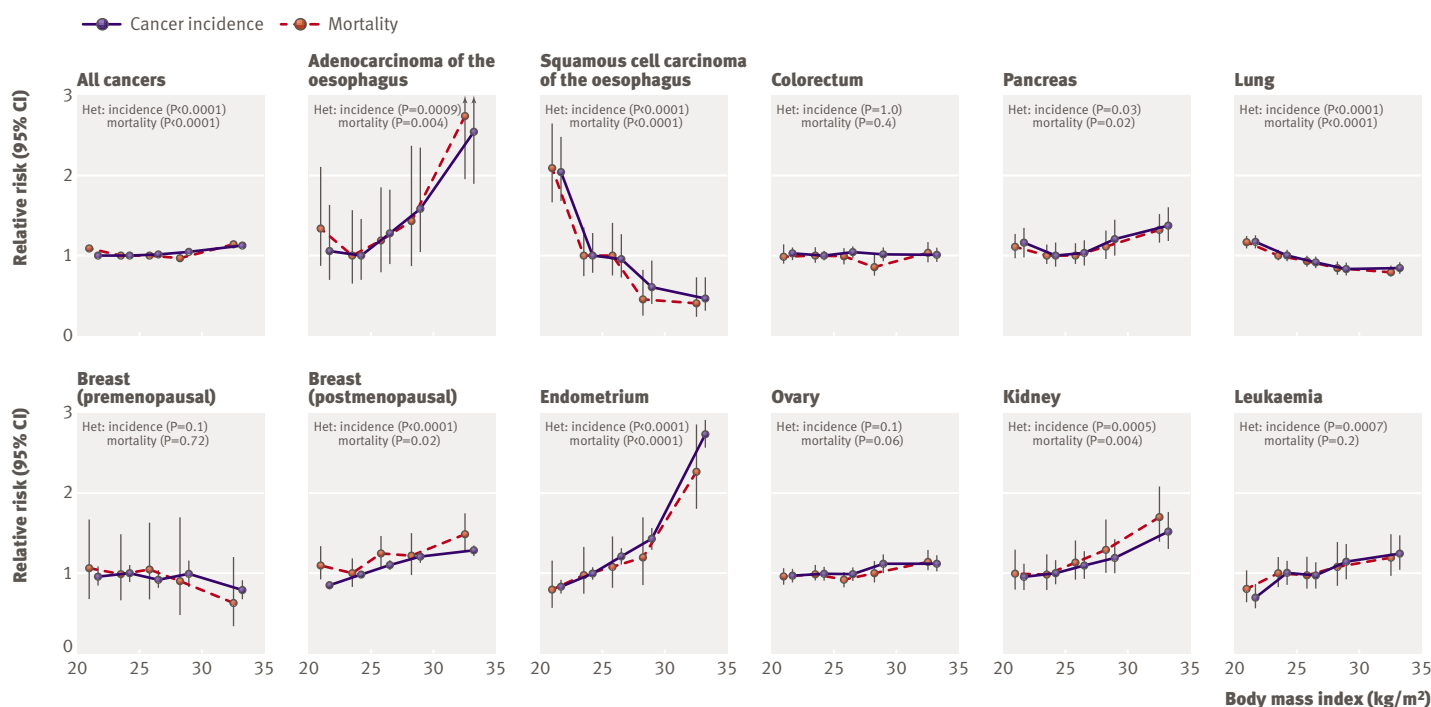 Cancer incidence
Mortality
All cancers
Adenocarcinoma of the
oesophagus
Squamous cell carcinoma
of the oesophagus
Colorectum
Pancreas
Lung
Relative risk (95% CI)
3
2
1
0
Het: incidence (P<0.0001)
mortality (P<0.0001)
Het: incidence (P=0.0009)
mortality (P=0.004)
Het: incidence (P<0.0001)
mortality (P<0.0001)
Het: incidence (P=1.0)
mortality (P=0.4)
Het: incidence (P=0.03)
mortality (P=0.02)
Het: incidence (P<0.0001)
mortality (P<0.0001)
Breast
(premenopausal)
Breast
(postmenopausal)
Endometrium
Ovary
Kidney
Leukaemia
Relative risk (95% CI)
3
2
1
0
Het: incidence (P=0.1)
mortality (P=0.72)
Het: incidence (P<0.0001)
mortality (P=0.02)
Het: incidence (P<0.0001)
mortality (P<0.0001)
Het: incidence (P=0.1)
mortality (P=0.06)
Het: incidence (P=0.0005)
mortality (P=0.004)
Het: incidence (P=0.0007)
mortality (P=0.2)
20 25 30 35
20 25 30 35
20 25 30 35
20 25 30 35
20 25 30 35
20 25 30 35
Body mass index (kg/m²)